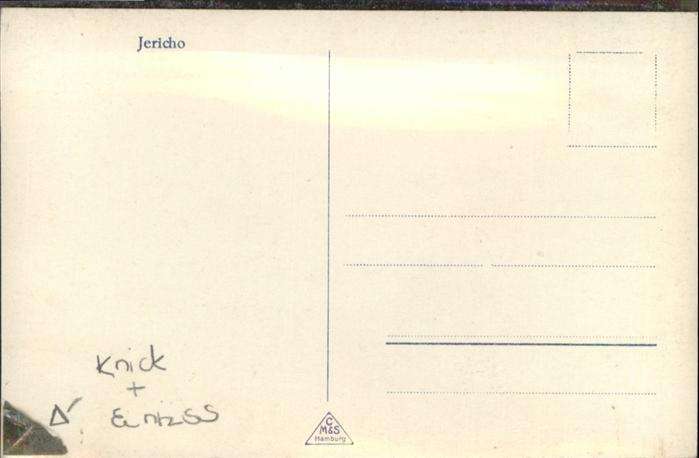 Jericho
Knick
+
Einriss
C
M&S
Hamburg